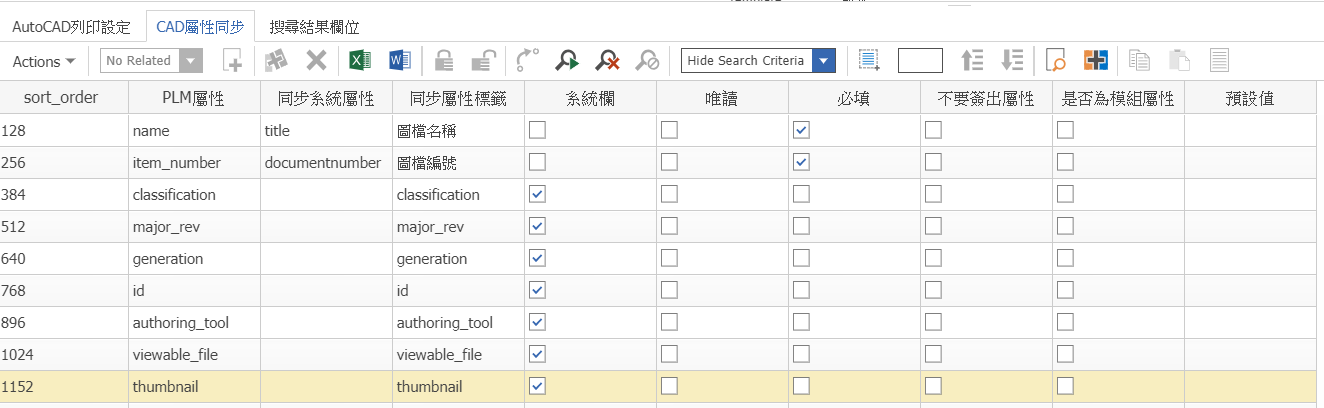 AutoCAD列印設定 CAD屬性同步 搜尋結果欄位
Actions No Related Hide Search Criteria
sort_order PLM屬性 同步系統屬性 同步屬性標籤 系統欄 唯讀 必填 不要簽出屬性 是否為模組屬性 預設值
128 name title 圖檔名稱
256 item_number documentnumber 圖檔編號
384 classification classification
512 major_rev major_rev
640 generation generation
768 id id
896 authoring_tool authoring_tool
1024 viewable_file viewable_file
1152 thumbnail thumbnail